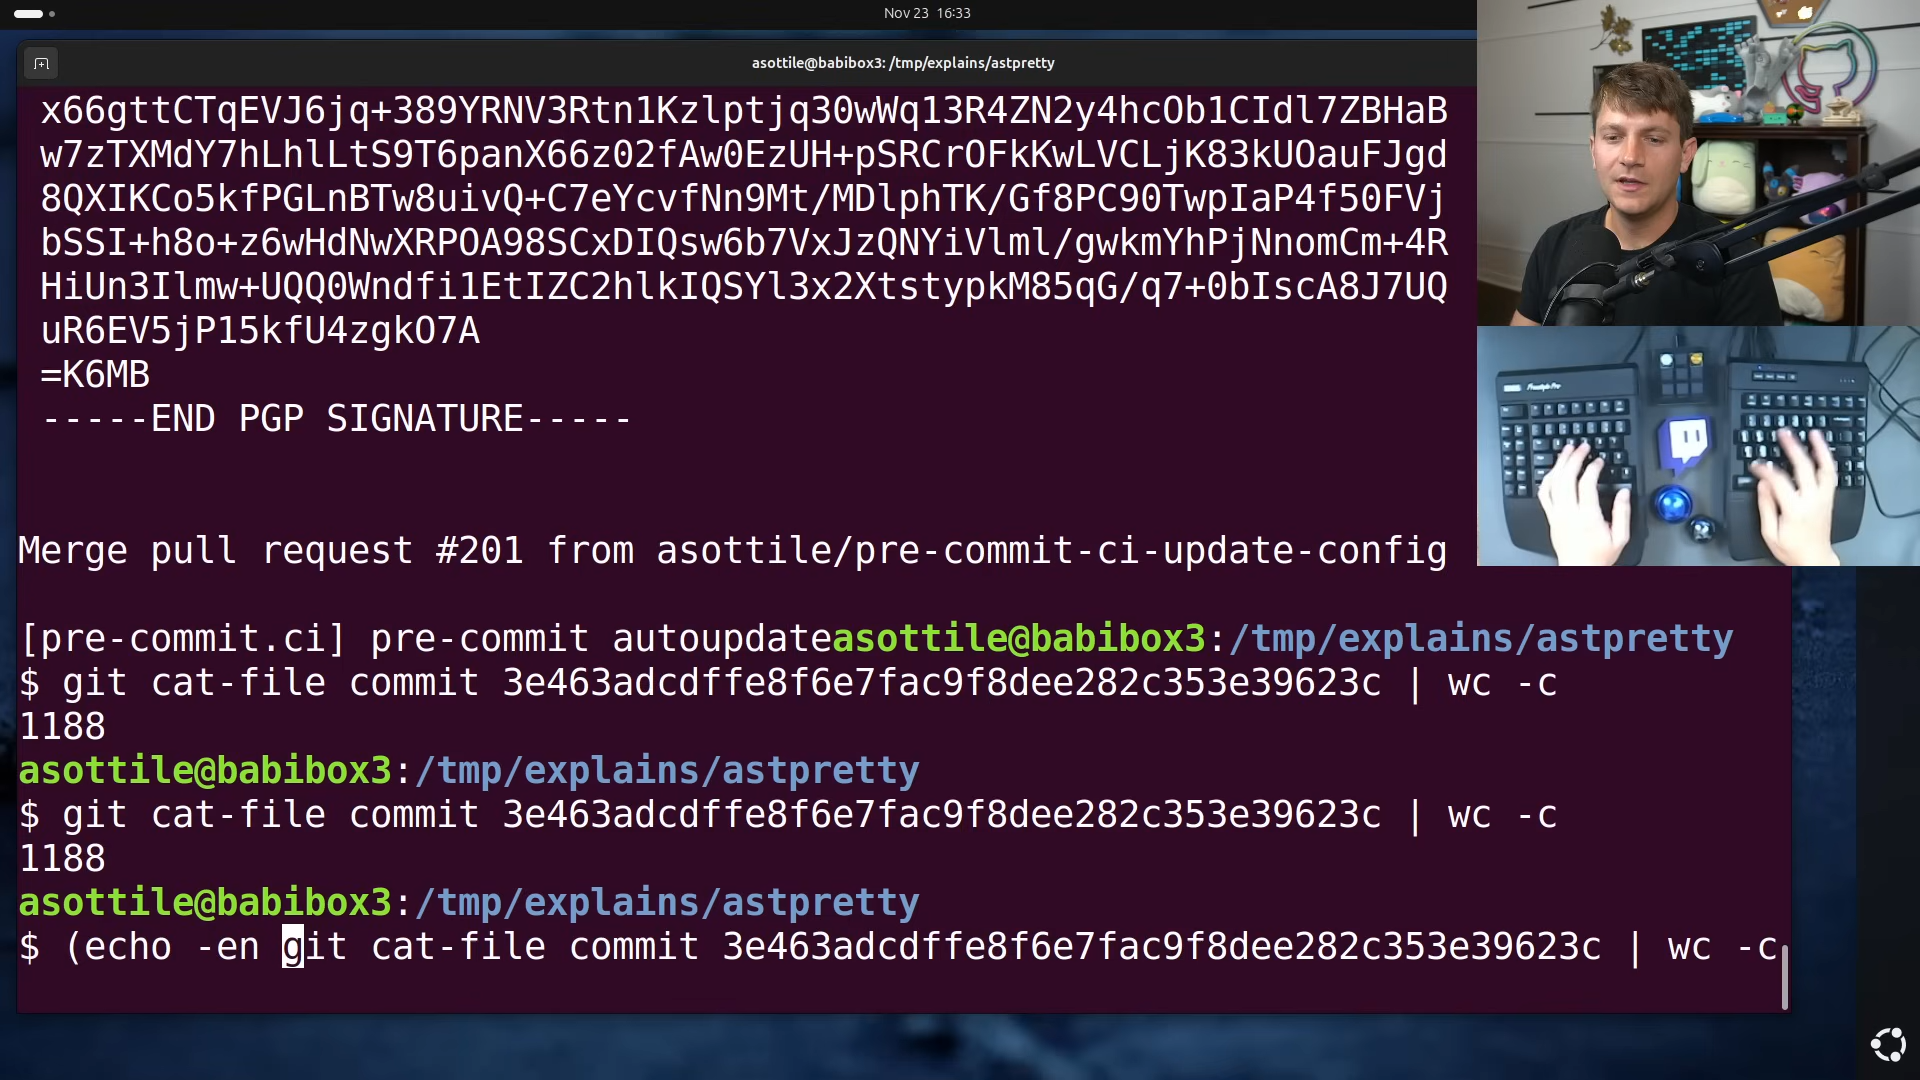 Nov 23 16:33
asottile@babibox3: /tmp/explains/astpretty
x66gttCTqEVJ6jq+389YRNV3Rtn1Kzlptjq30wWq13R4ZN2y4hcOb1CIdl7ZBHaB
w7zTXMdY7hLhlLtS9T6panX66z02fAw0EzUH+pSRCrOFkKwLVCLjK83kUOauFJgd
8QXIKCo5kfPGLnBTw8uivQ+C7eYcvfNn9Mt/MDlphTK/Gf8PC90TwpIaP4f50FVj
bSSI+h8o+z6wHdNwXRPOA98SCxDIQsw6b7VxJzQNYiVlml/gwkmYhPjNnomCm+4R
HiUn3Ilmw+UQQ0Wndfi1EtIZC2hlkIQSYl3x2XtstypkM85qG/q7+0bIscA8J7UQ
uR6EV5jP15kfU4zgkO7A
=K6MB
-----END PGP SIGNATURE-----
Merge pull request #201 from asottile/pre-commit-ci-update-config
[pre-commit.ci] pre-commit autoupdateasottile@babibox3:/tmp/explains/astpretty
$ git cat-file commit 3e463adcdffe8f6e7fac9f8dee282c353e39623c | wc -c
1188
asottile@babibox3:/tmp/explains/astpretty
$ git cat-file commit 3e463adcdffe8f6e7fac9f8dee282c353e39623c | wc -c
1188
asottile@babibox3:/tmp/explains/astpretty
$ (echo -en git cat-file commit 3e463adcdffe8f6e7fac9f8dee282c353e39623c | wc -c